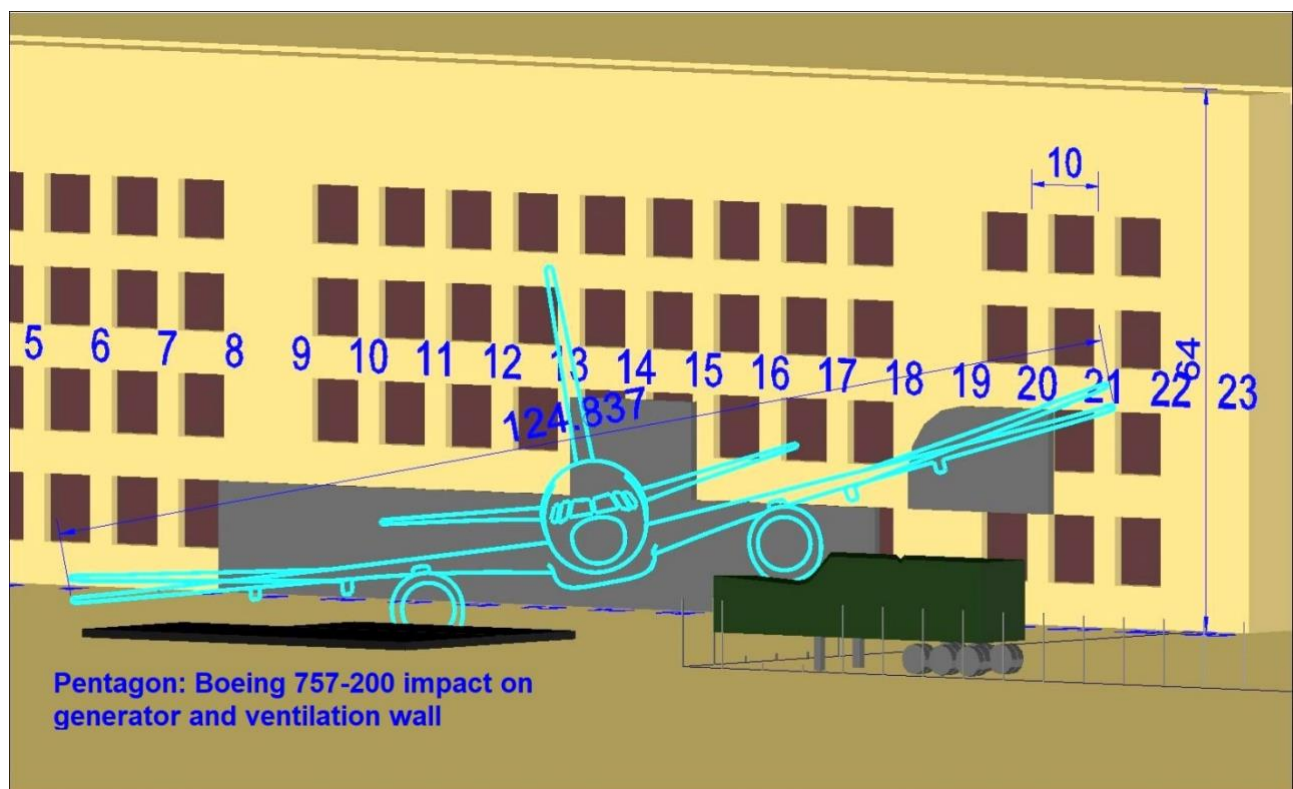 10
64
5 6 7 8 9 10 11 12 13 14 15 16 17 18 19 20 21 22 23
124.837
Pentagon: Boeing 757-200 impact on
generator and ventilation wall